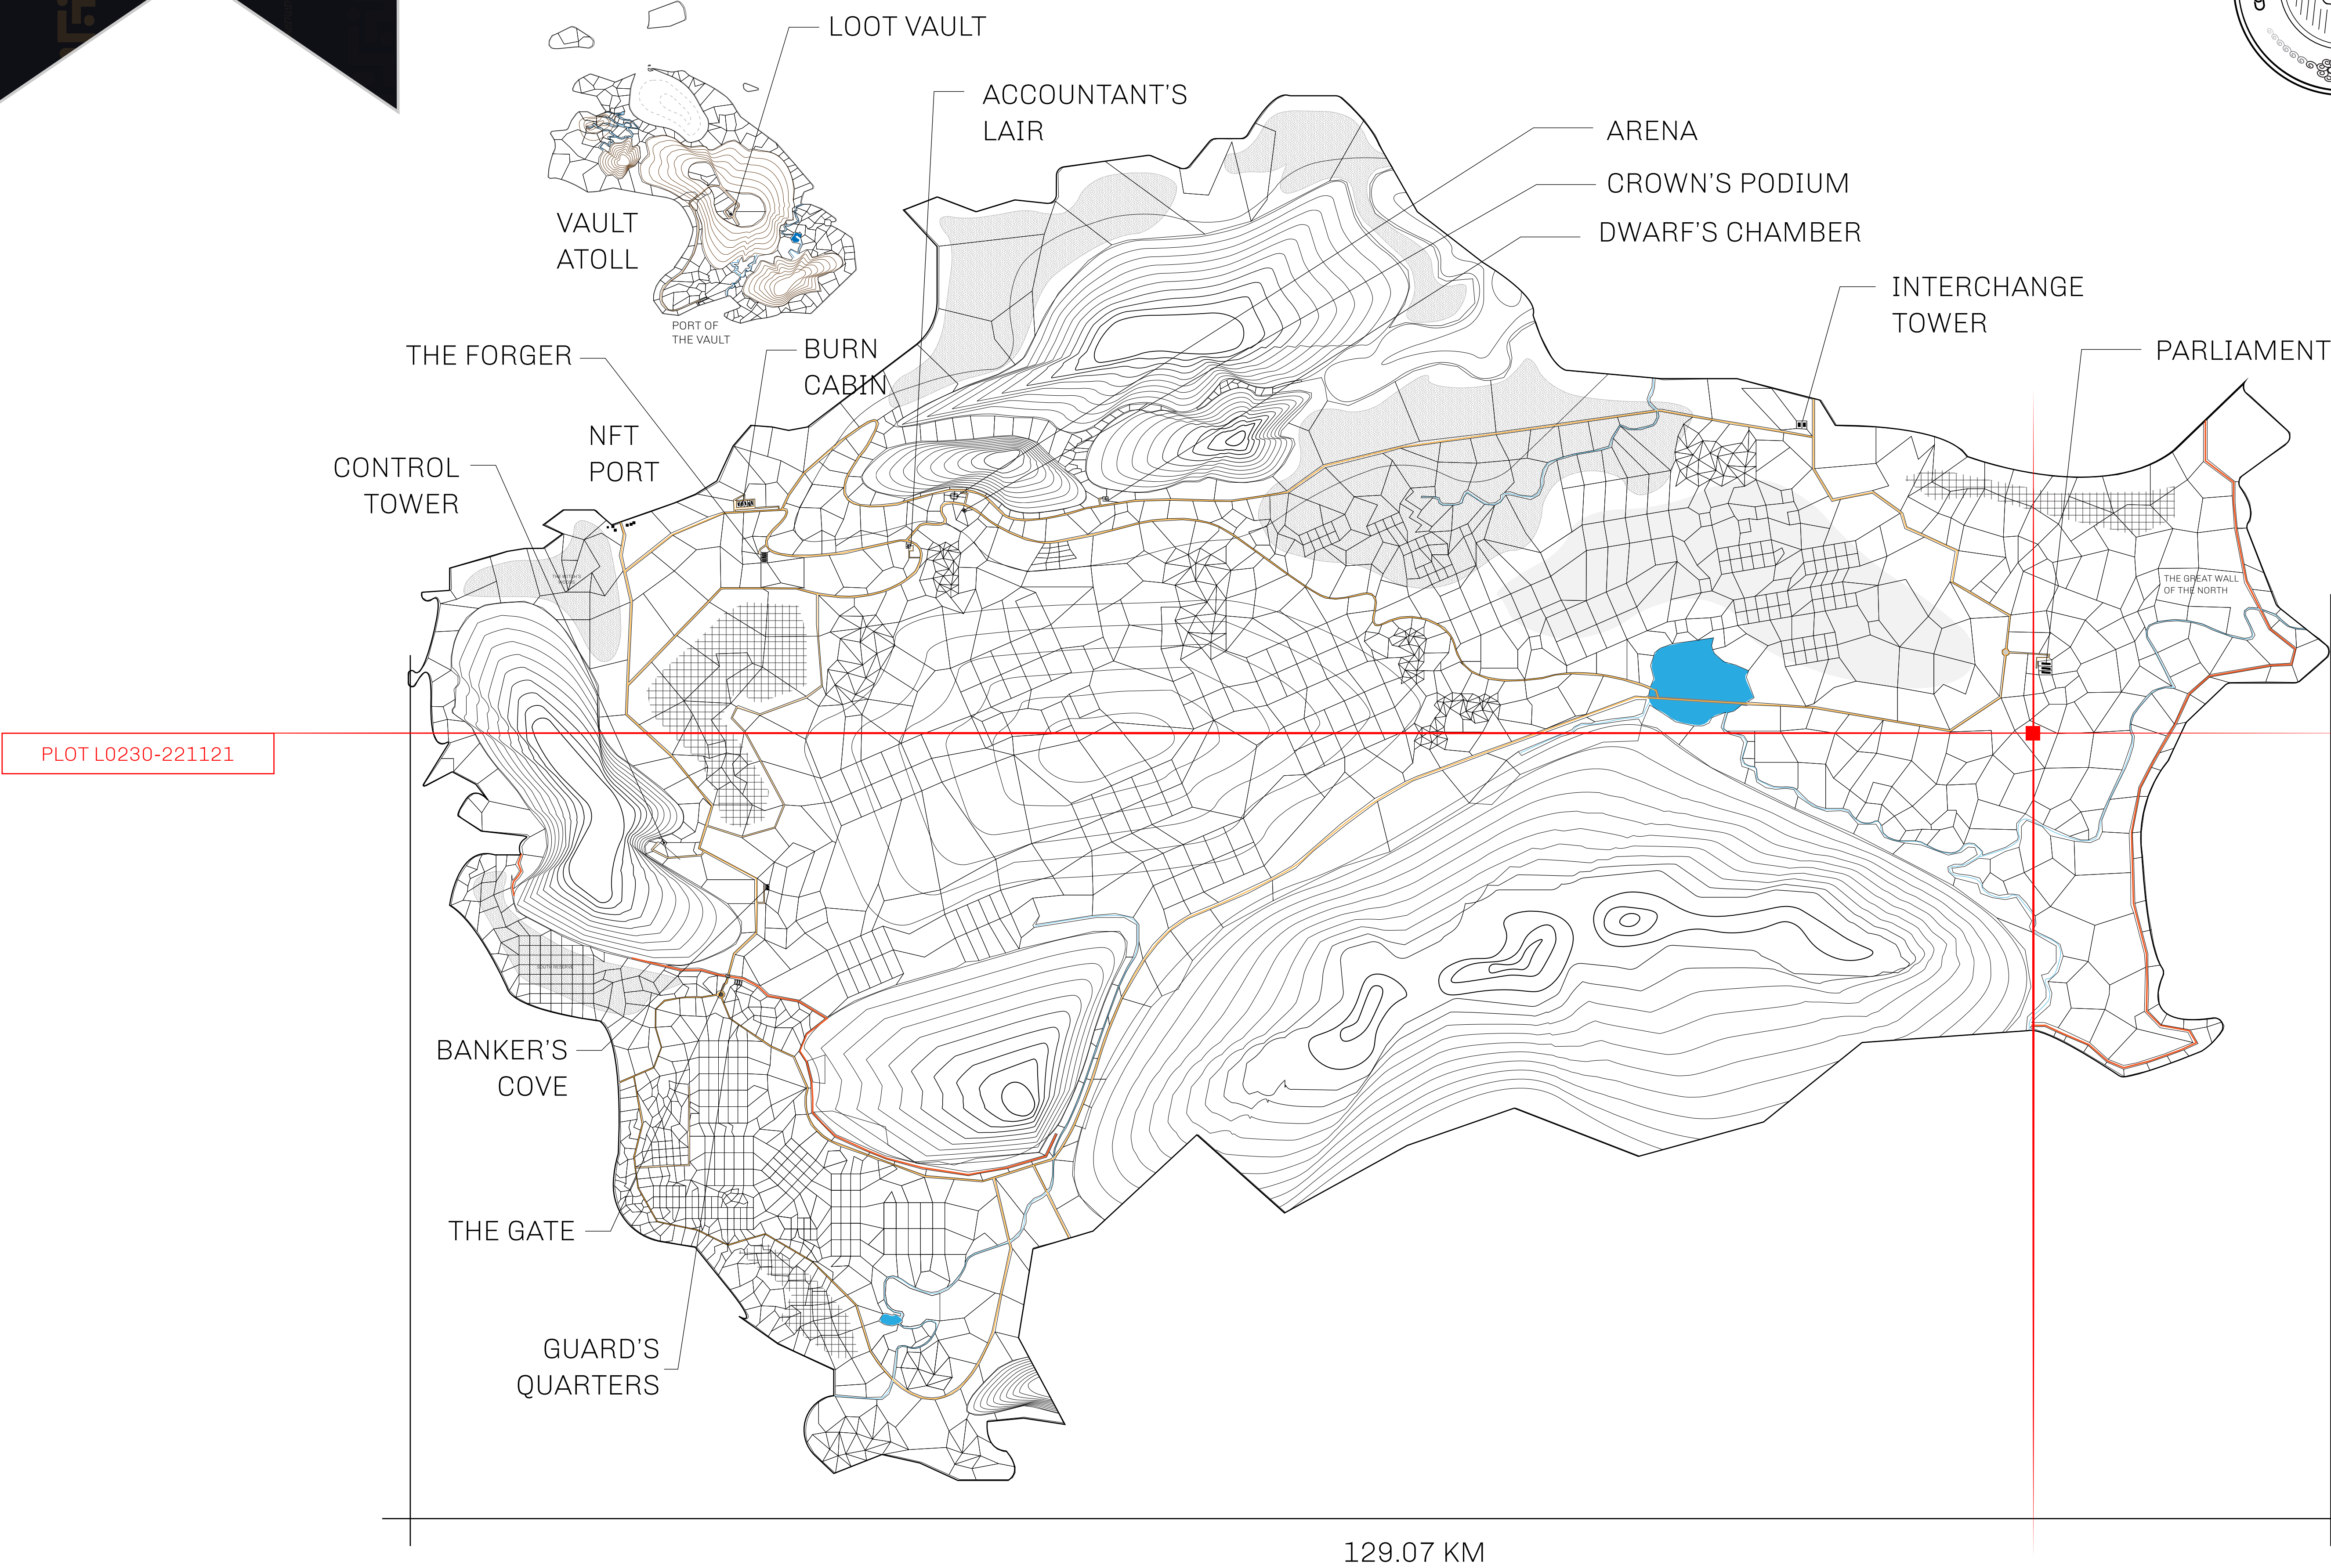 LOOT VAULT
ACCOUNTANT'S
LAIR
ARENA
CROWN'S PODIUM
DWARF'S CHAMBER
VAULT
ATOLL
INTERCHANGE
TOWER
PORT OF
THE VAULT
THE FORGER
BURN
CABIN
PARLIAMENT
NFT
PORT
CONTROL
TOWER
THE GREAT WALL
OF THE NORTH
PLOT L0230-221121
SOUTH RESERVE
BANKER'S
COVE
THE GATE
GUARD'S
QUARTERS
129.07 KM